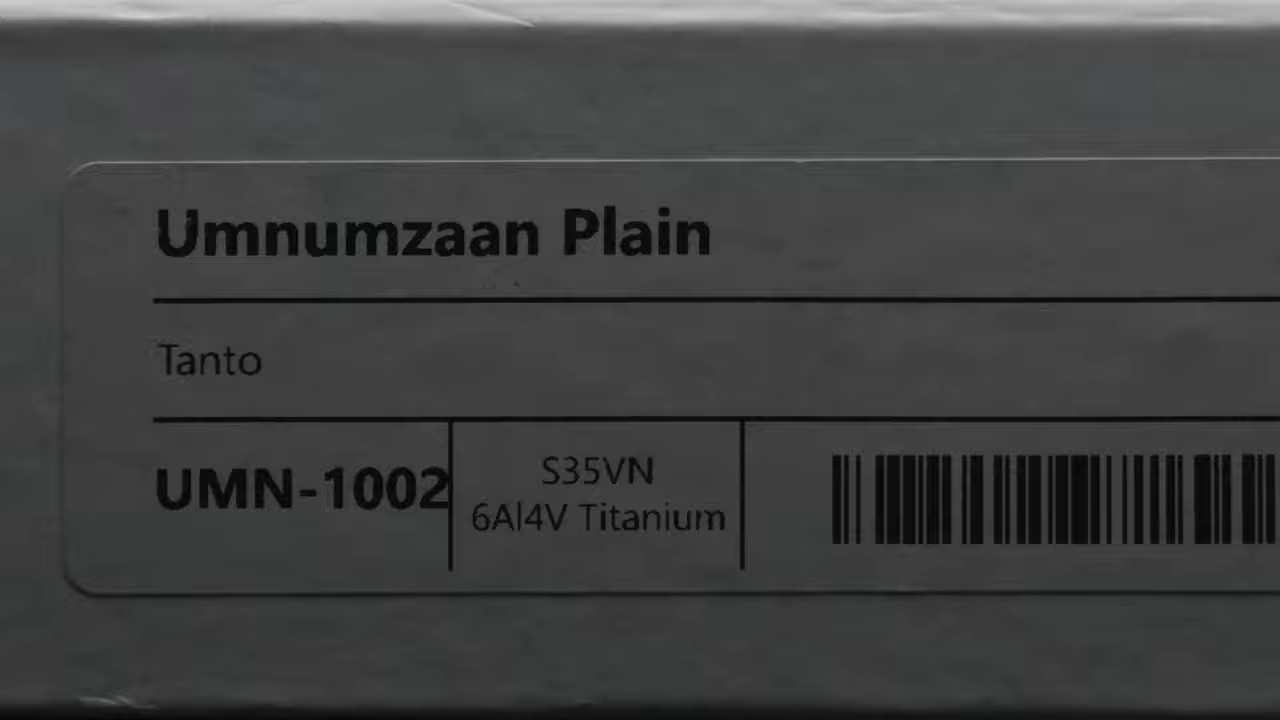 Umnumzaan Plain
Tanto
UMN-1002
S35VN
6Al4V Titanium